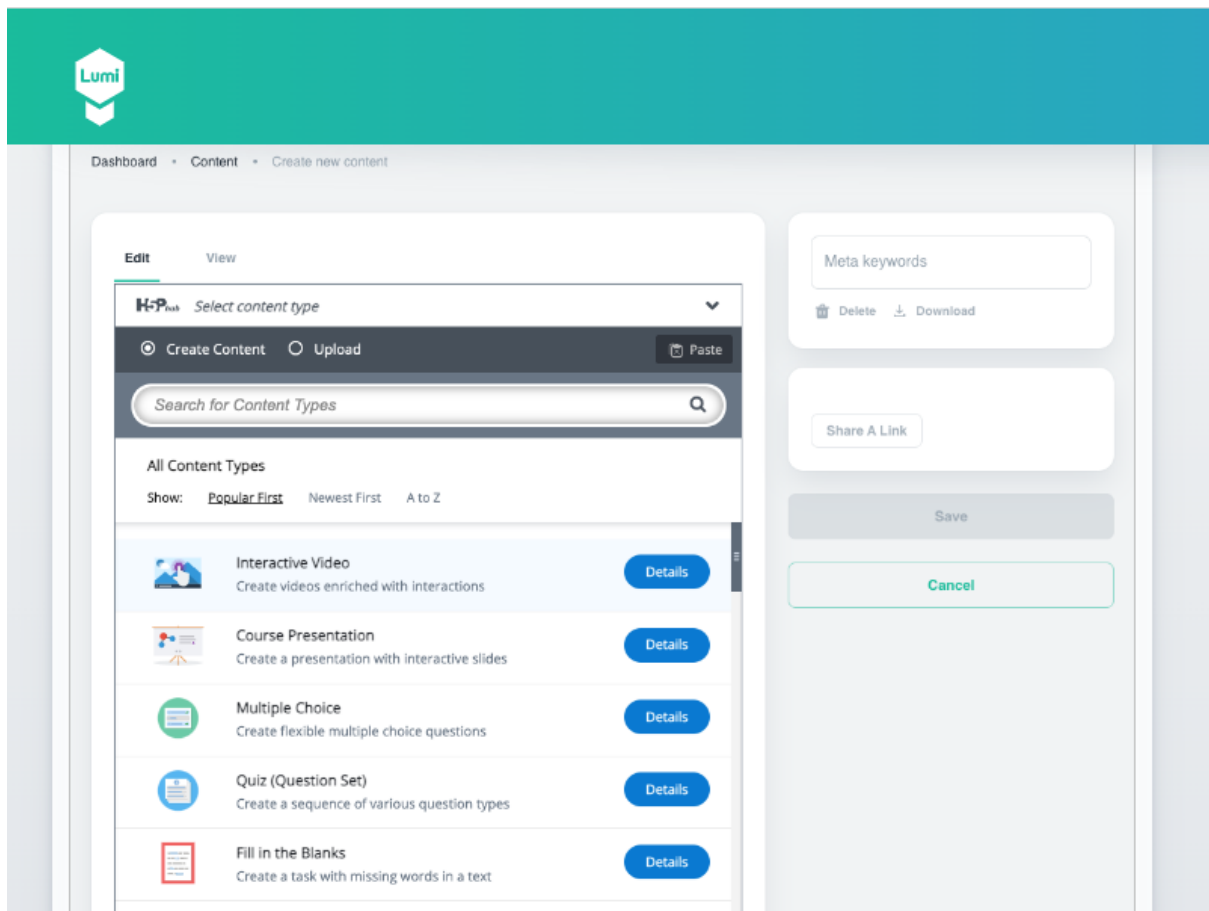 Lumi
Dashboard • Content • Create new content
Edit View
H5P hub Select content type
Create Content Upload Paste
Search for Content Types
All Content Types
Show: Popular First Newest First A to Z
Interactive Video
Create videos enriched with interactions
Details
Course Presentation
Create a presentation with interactive slides
Details
Multiple Choice
Create flexible multiple choice questions
Details
Quiz (Question Set)
Create a sequence of various question types
Details
Fill in the Blanks
Create a task with missing words in a text
Details
Meta keywords
Delete Download
Share A Link
Save
Cancel